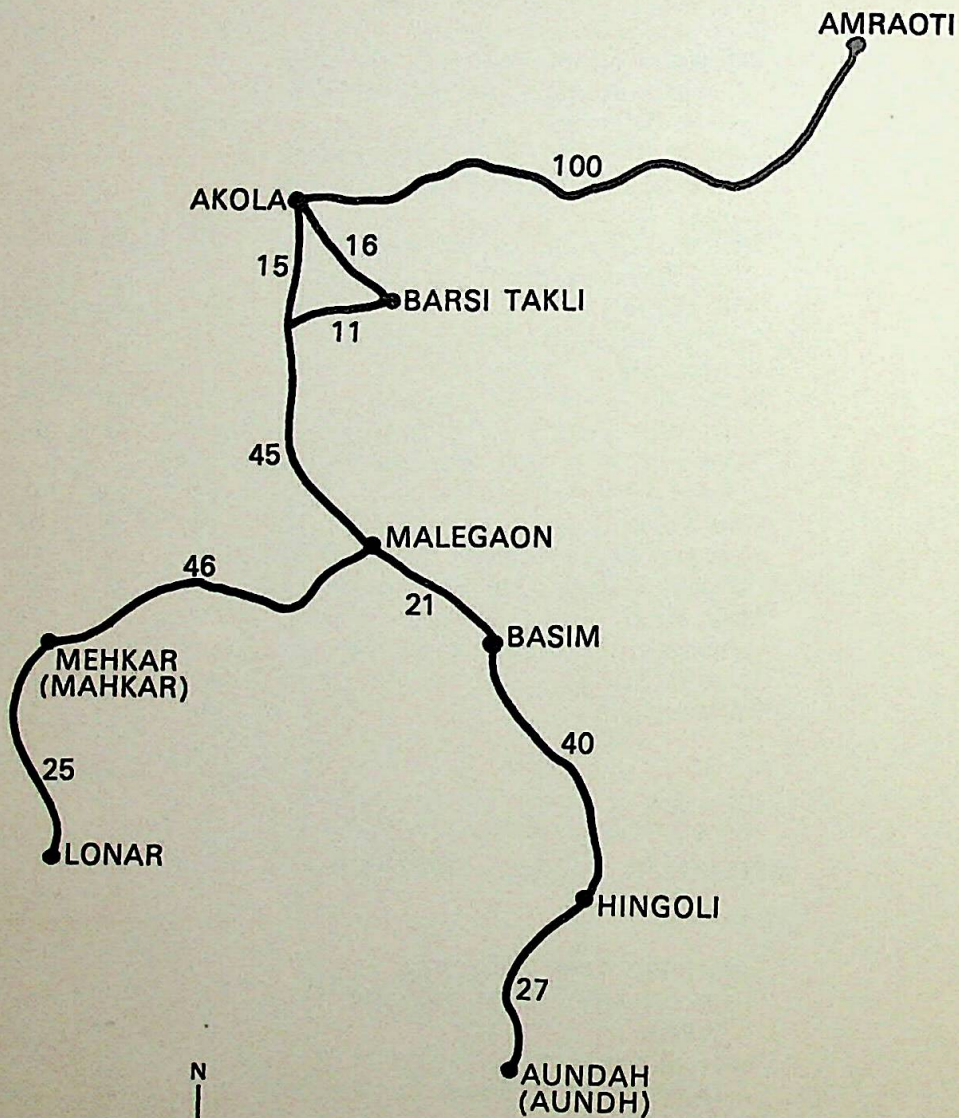 AMRAOTI
100
AKOLA
16
15
BARSI TAKLI
11
45
MALEGAON
46
21
BASIM
MEHKAR
(MAHKAR)
40
25
LONAR
HINGOLI
27
N
AUNDAH
(AUNDH)